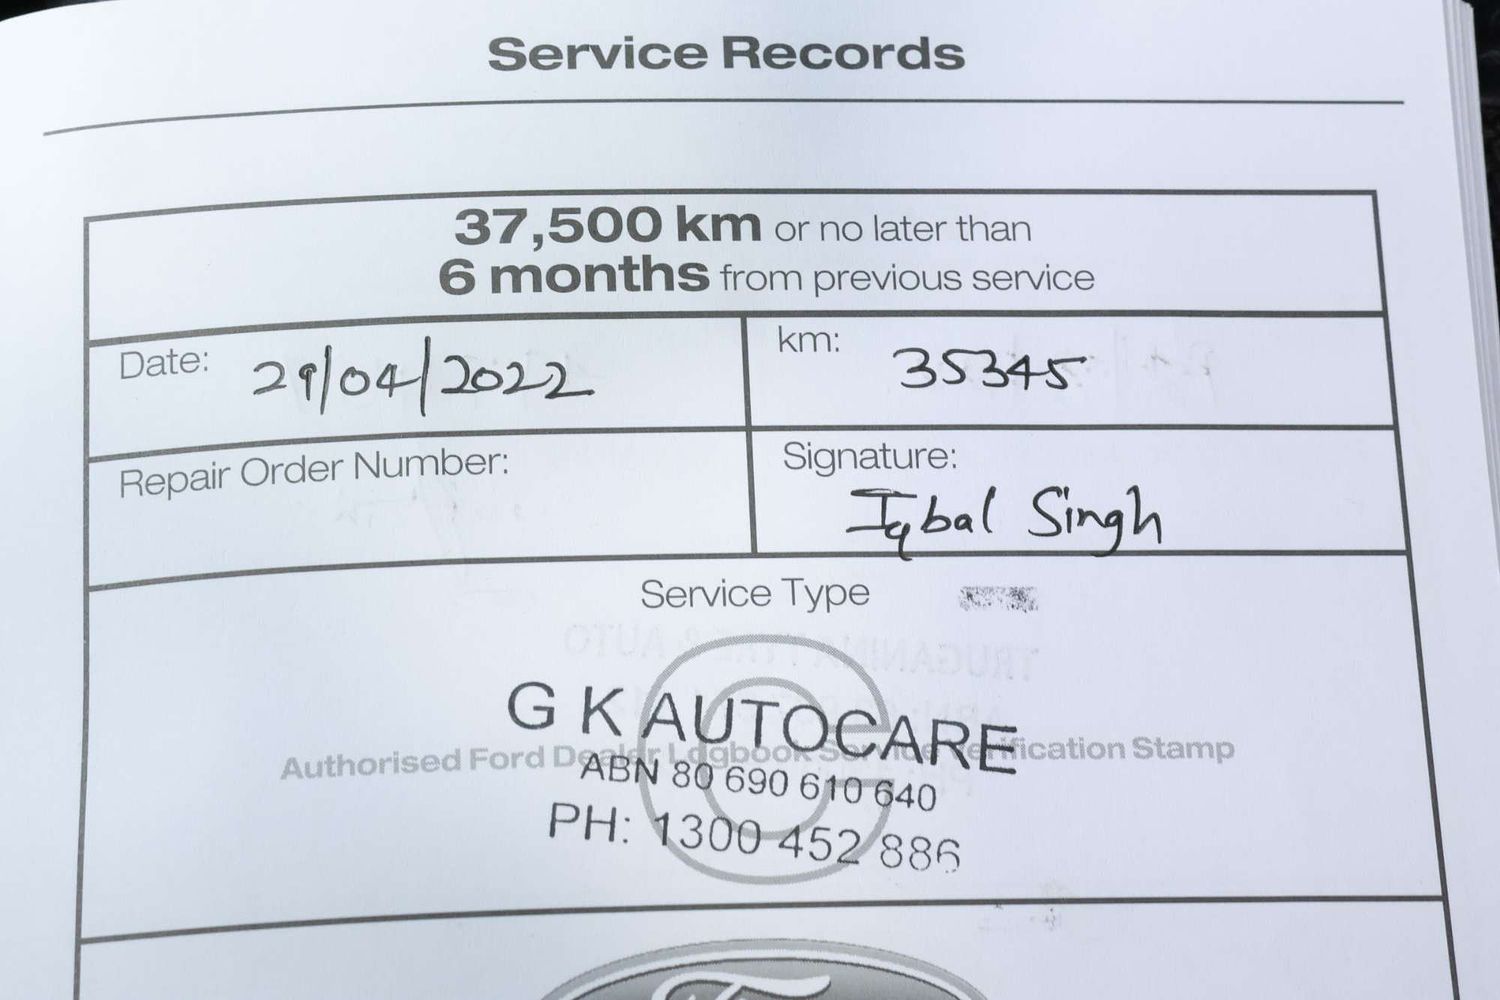 Service Records
37,500 km or no later than
6 months from previous service
Date: 29/04/2022
km: 35345
Repair Order Number:
Signature:
Iqbal Singh
Service Type
G
G K AUTOCARE
Authorised Ford Dealer Logbook Service Verification Stamp
ABN 80 690 610 640
PH: 1300 452 886